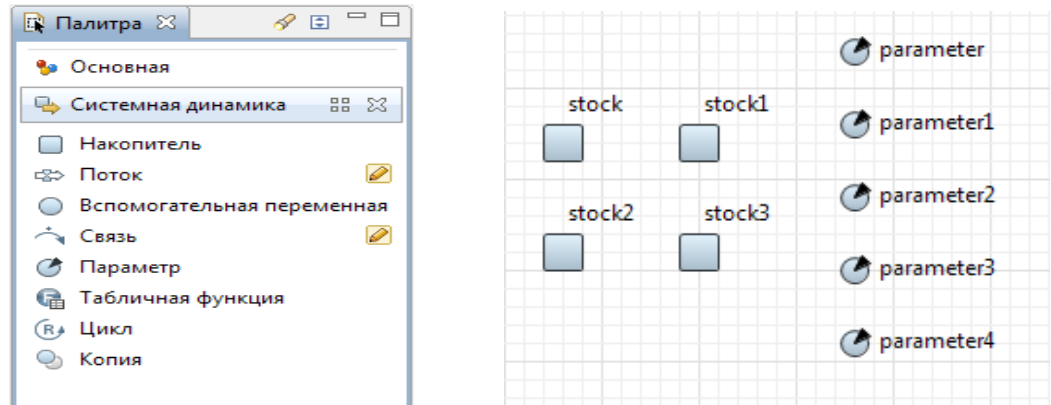 Палитра
Основная
Системная динамика
Накопитель
Поток
Вспомогательная переменная
Связь
Параметр
Табличная функция
R
Цикл
Копия
parameter
stock stock1
parameter1
parameter2
stock2 stock3
parameter3
parameter4